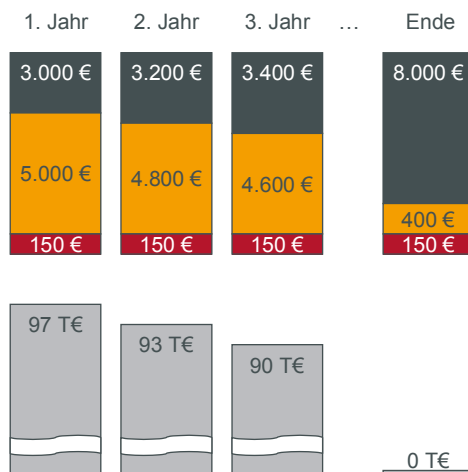 1. Jahr 2. Jahr 3. Jahr … Ende
3.000 € 3.200 € 3.400 € 8.000 €
5.000 € 4.800 € 4.600 € 400 €
150 € 150 € 150 € 150 €
97 T€ 93 T€ 90 T€ 0 T€